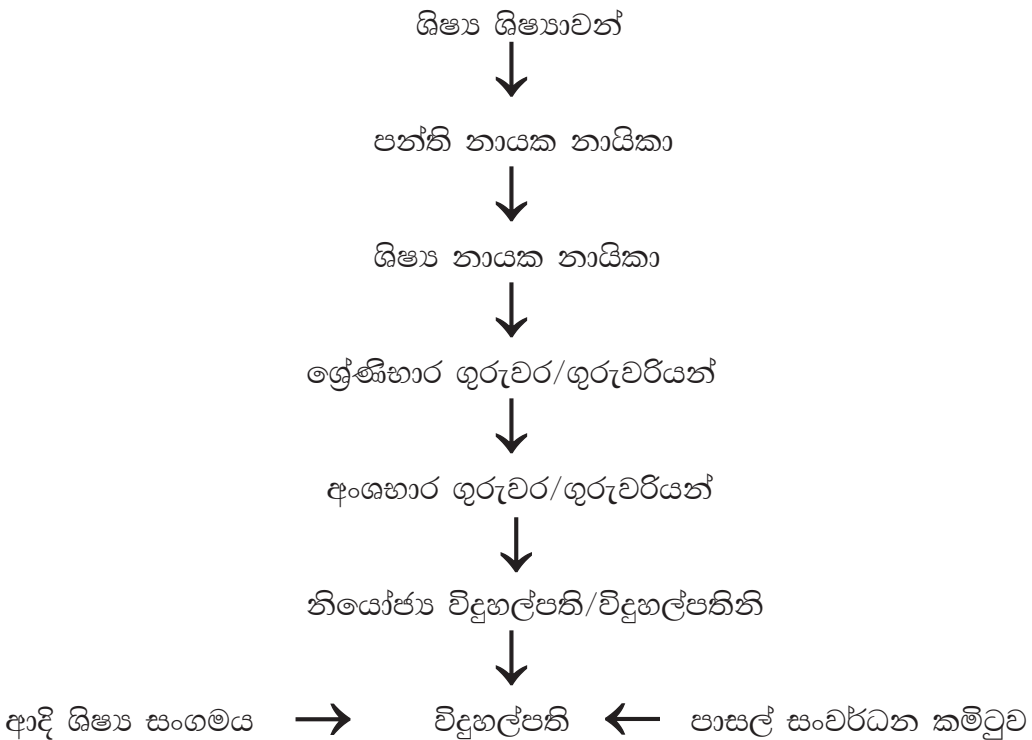 ශිෂ්‍ය ශිෂ්‍යාවන්
පන්ති නායක නායිකා
ශිෂ්‍ය නායක නායිකා
ශ්‍රේණිභාර ගුරුවර/ගුරුවරියන්
අංශභාර ගුරුවර/ගුරුවරියන්
නියෝජ්‍ය විදුහල්පති/විදුහල්පතිනි
ආදි ශිෂ්‍ය සංගමය විදුහල්පති පාසල් සංවර්ධන කමිටුව